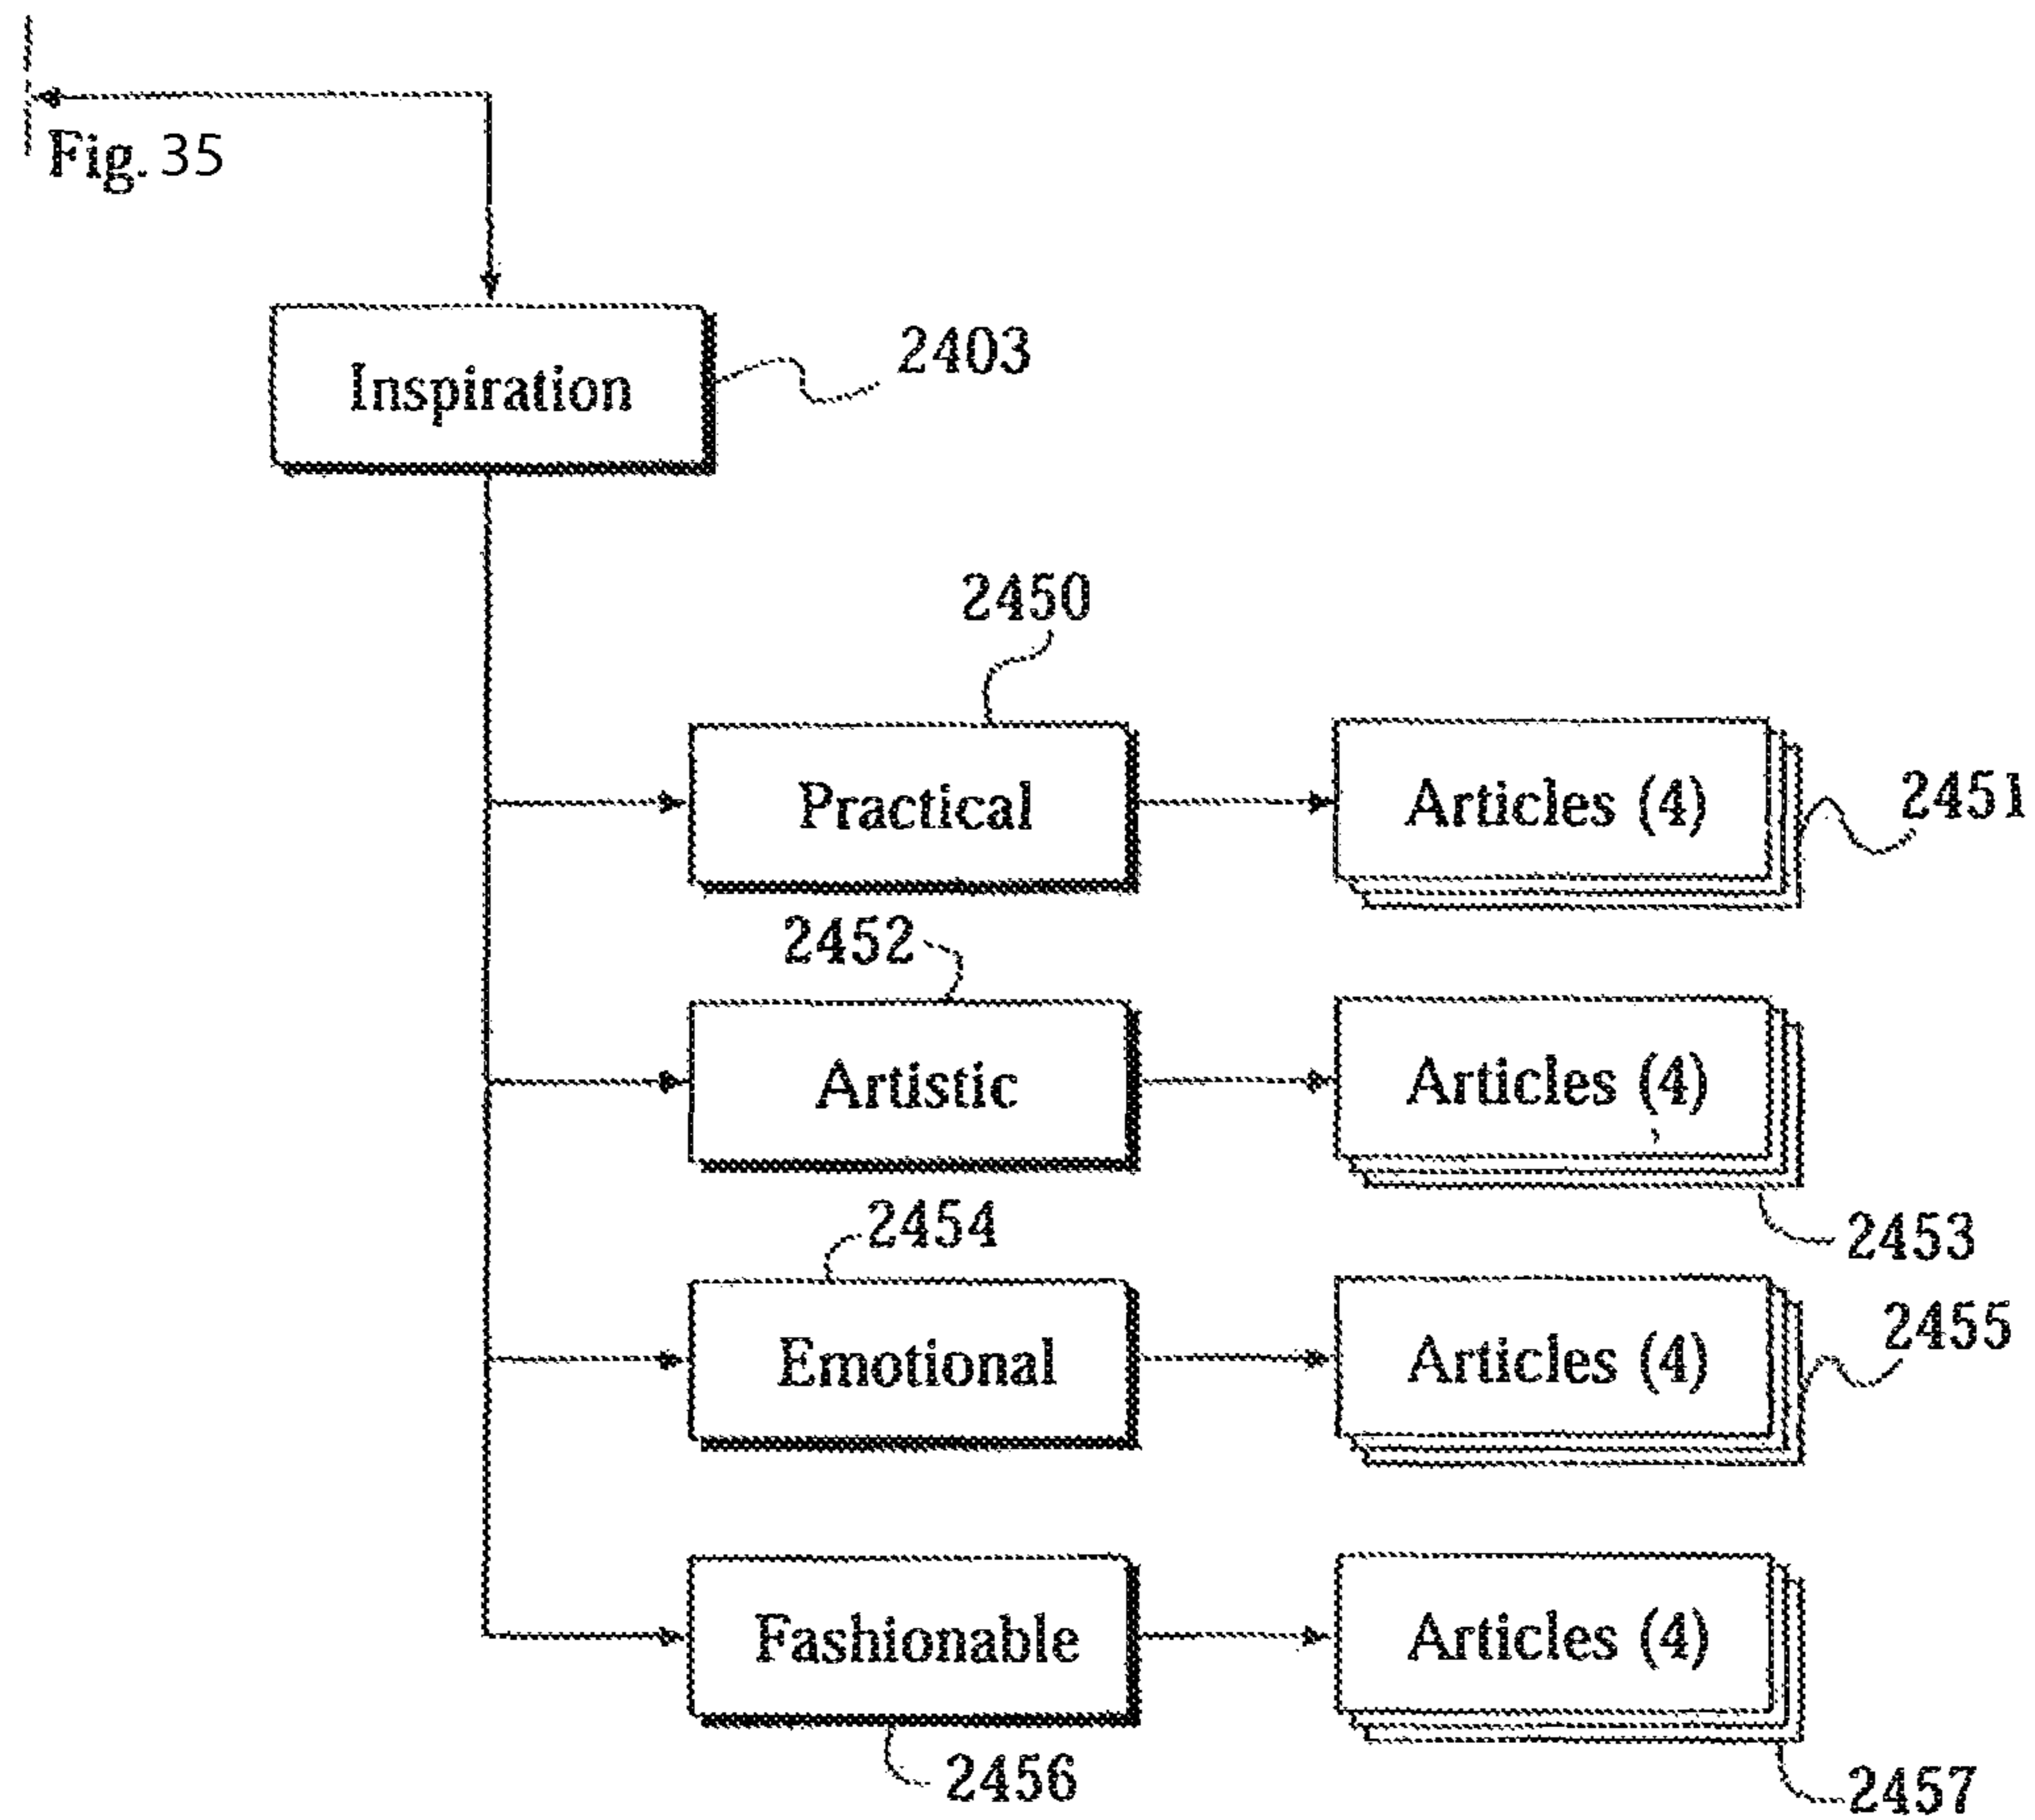 Fig. 35
Inspiration
2403
2450
Practical
Articles (4)
2451
2452
Artistic
Articles (4)
2453
2454
Emotional
Articles (4)
2455
Fashionable
Articles (4)
2456
2457